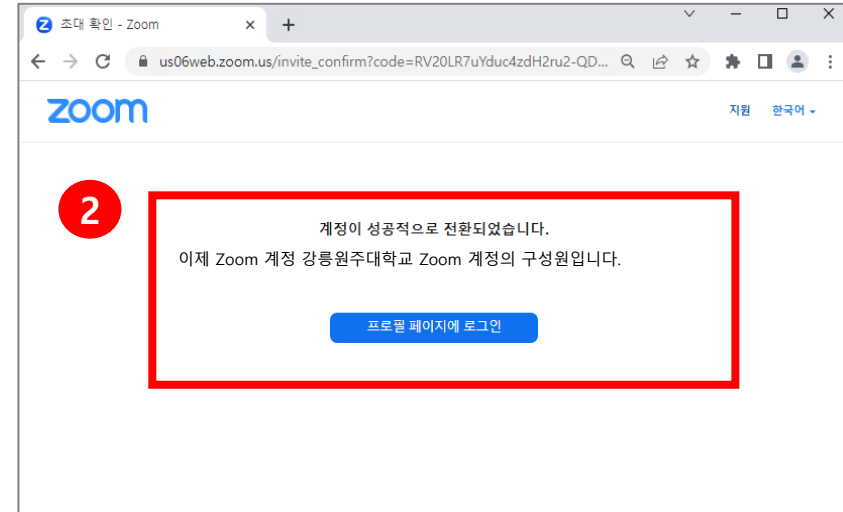 초대 확인 - Zoom
us06web.zoom.us/invite_confirm?code=RV20LR7uYduc4zdH2ru2-QD...
zoom
지원 한국어
2
계정이 성공적으로 전환되었습니다.
이제 Zoom 계정 강릉원주대학교 Zoom 계정의 구성원입니다.
프로필 페이지에 로그인